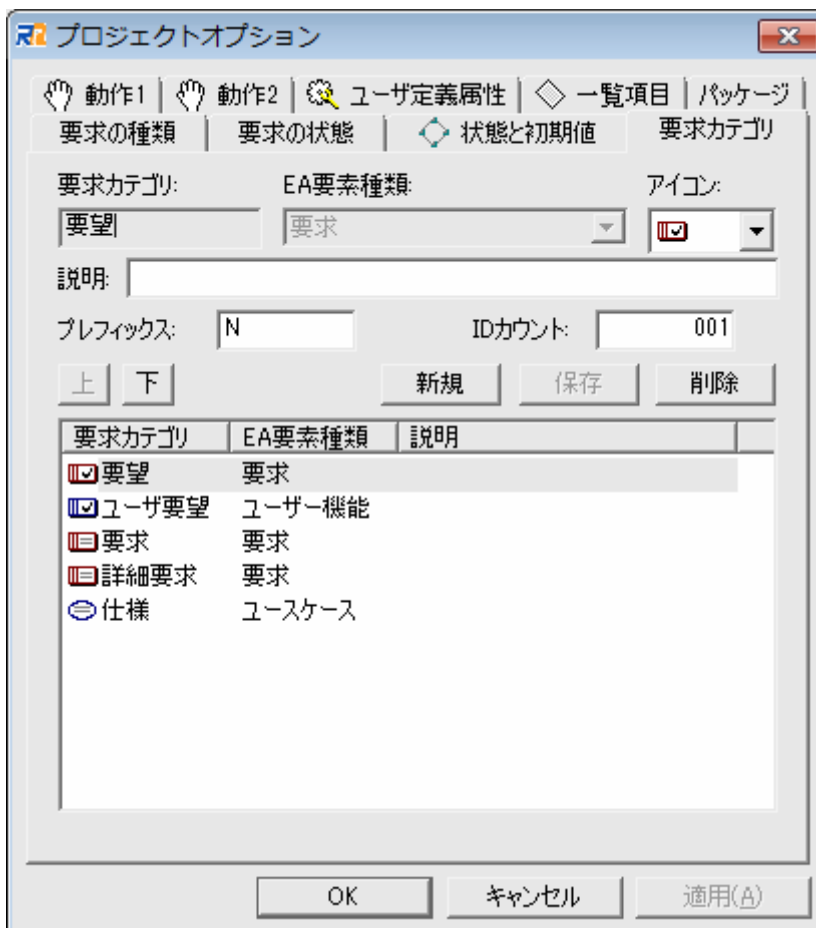 プロジェクトオプション
動作1 動作2 ユーザ定義属性 一覧項目 パッケージ
要求の種類 要求の状態 状態と初期値 要求カテゴリ
要求カテゴリ: EA要素種類: アイコン:
要望 要求
説明:
プレフィックス: N IDカウント: 001
上 下 新規 保存 削除
要求カテゴリ EA要素種類 説明
要望 要求
ユーザ要望 ユーザー機能
要求 要求
詳細要求 要求
仕様 ユースケース
OK キャンセル 適用(A)